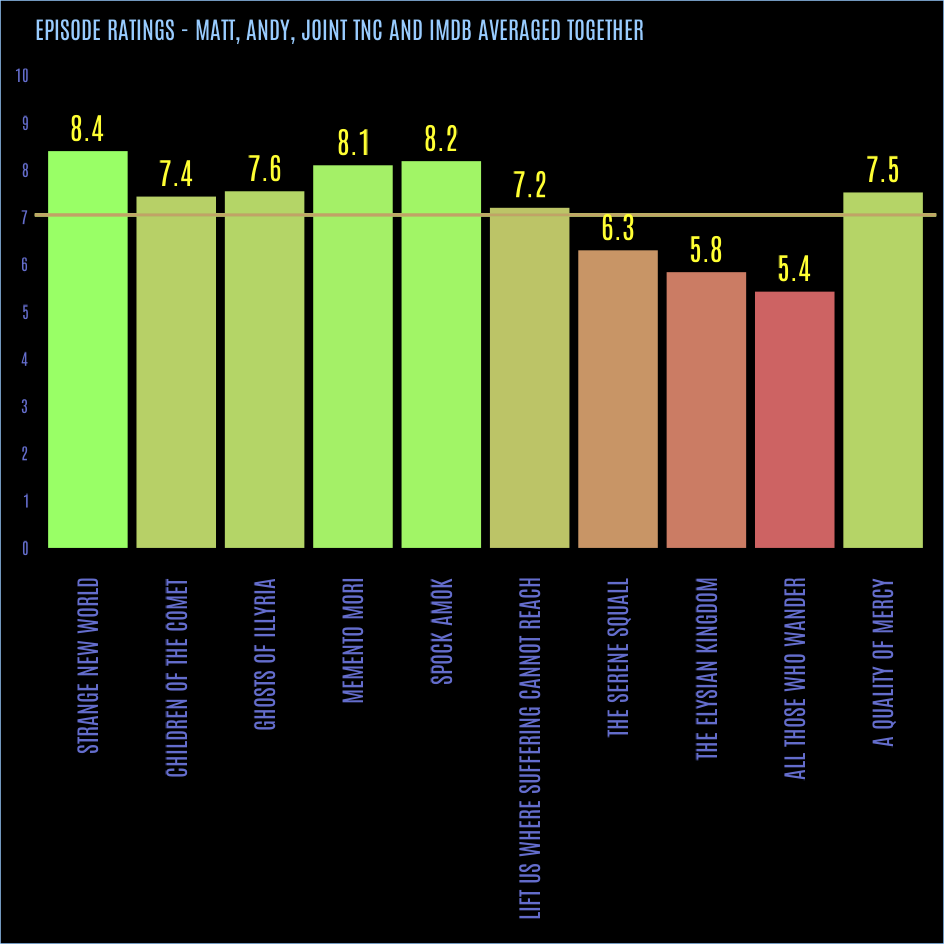 EPISODE RATINGS - MATT, ANDY, JOINT TNC AND IMDB AVERAGED TOGETHER
10
9
8
7
6
5
4
3
2
1
0
8.4
7.4
7.6
8.1
8.2
7.2
6.3
5.8
5.4
7.5
STRANGE NEW WORLD
CHILDREN OF THE COMET
GHOSTS OF ILLYRIA
MEMENTO MORI
SPOCK AMOK
LIFT US WHERE SUFFERING CANNOT REACH
THE SERENE SQUALL
THE ELYSIAN KINGDOM
ALL THOSE WHO WANDER
A QUALITY OF MERCY